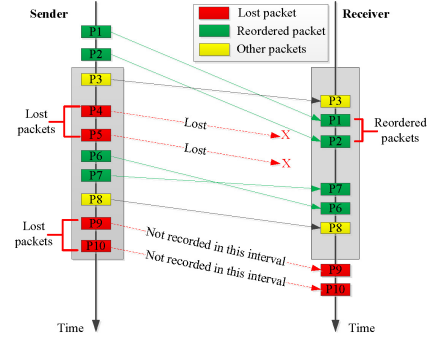 Sender
Receiver
Lost packet
Reordered packet
Other packets
P1
P2
P3
P4
P5
P6
P7
P8
P9
P10
Lost
packets
Lost
packets
Lost
X
Lost
X
Not recorded in this interval
Not recorded in this interval
P3
P1
P2
P7
P6
P8
P9
P10
Reordered
packets
Time
Time